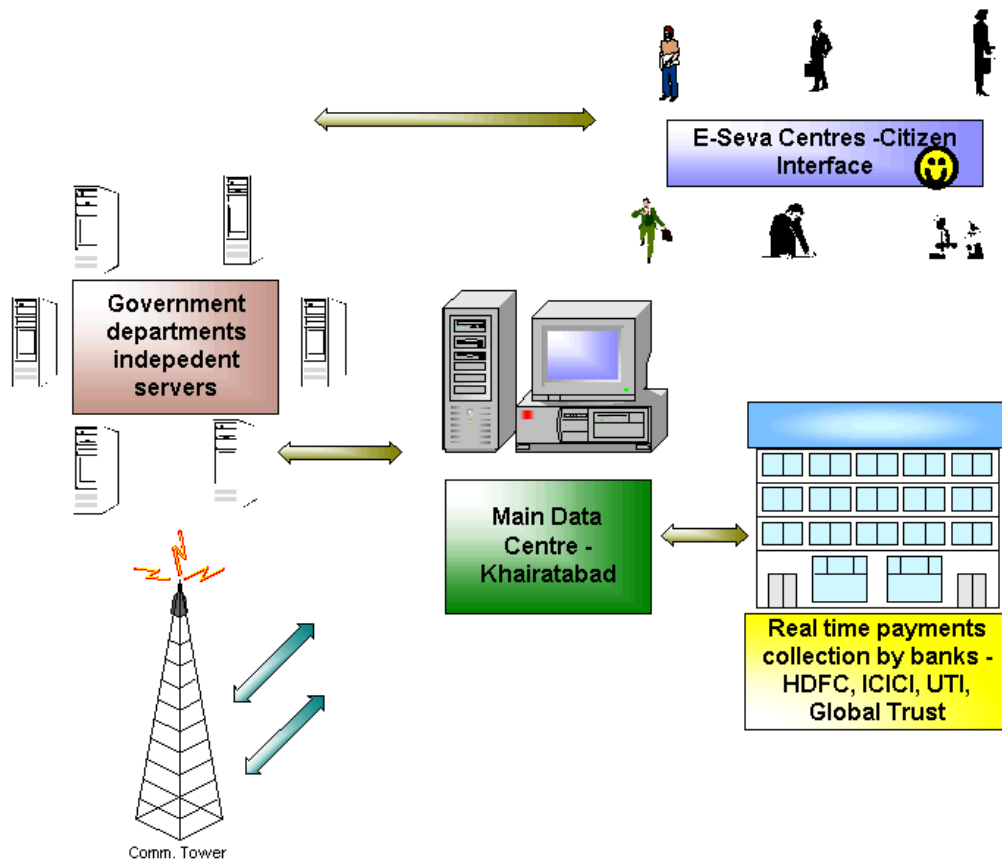 E-Seva Centres -Citizen
Interface
Government
departments
indepedent
servers
Main Data
Centre -
Khairatabad
Real time payments
collection by banks -
HDFC, ICICI, UTI,
Global Trust
Comm. Tower